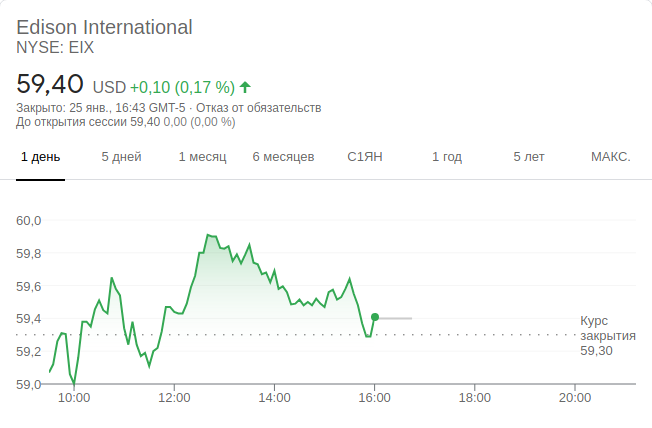 Edison International
NYSE: EIX
59,40 USD +0,10 (0,17 %)
Закрыто: 25 янв., 16:43 GMT-5 · Отказ от обязательств
До открытия сессии 59,40 0,00 (0,00 %)
1 день 5 дней 1 месяц 6 месяцев С1ЯН 1 год 5 лет МАКС.
60,0
59,8
59,6
59,4
59,2
59,0
Курс
закрытия
59,30
10:00 12:00 14:00 16:00 18:00 20:00